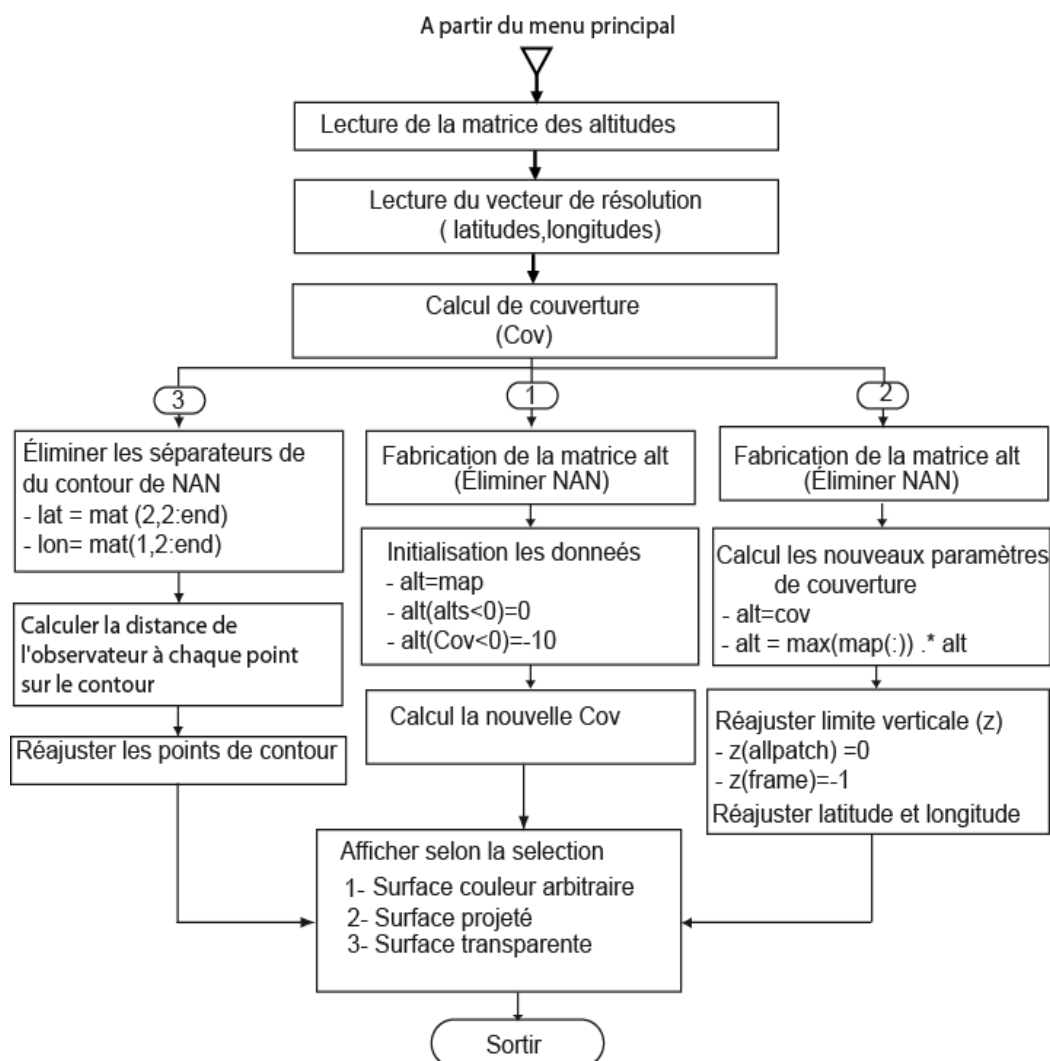 A partir du menu principal
Lecture de la matrice des altitudes
Lecture du vecteur de résolution
( latitudes,longitudes)
Calcul de couverture
(Cov)
3
Éliminer les séparateurs de
du contour de NAN
- lat = mat (2,2:end)
- lon= mat(1,2:end)
Calculer la distance de
l'observateur à chaque point
sur le contour
Réajuster les points de contour
1
Fabrication de la matrice alt
(Éliminer NAN)
Initialisation les donneés
- alt=map
- alt(alts<0)=0
- alt(Cov<0)=-10
Calcul la nouvelle Cov
2
Fabrication de la matrice alt
(Éliminer NAN)
Calcul les nouveaux paramètres
de couverture
- alt=cov
- alt = max(map(:)) .* alt
Réajuster limite verticale (z)
- z(allpatch) =0
- z(frame)=-1
Réajuster latitude et longitude
Afficher selon la selection
1- Surface couleur arbitraire
2- Surface projeté
3- Surface transparente
Sortir